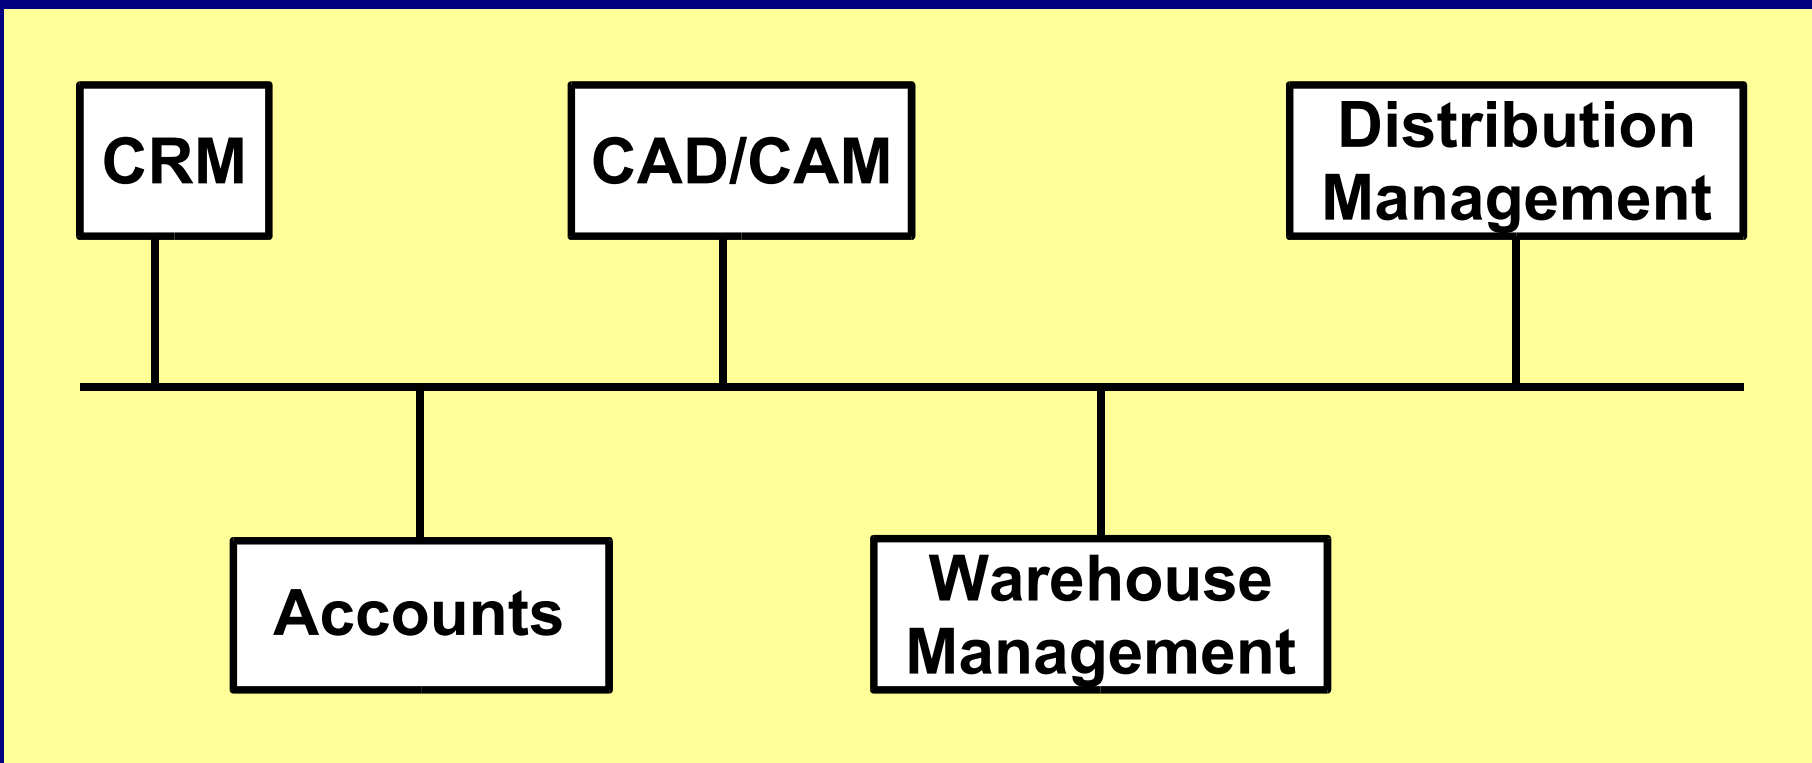 CRM
CAD/CAM
Distribution
Management
Accounts
Warehouse
Management